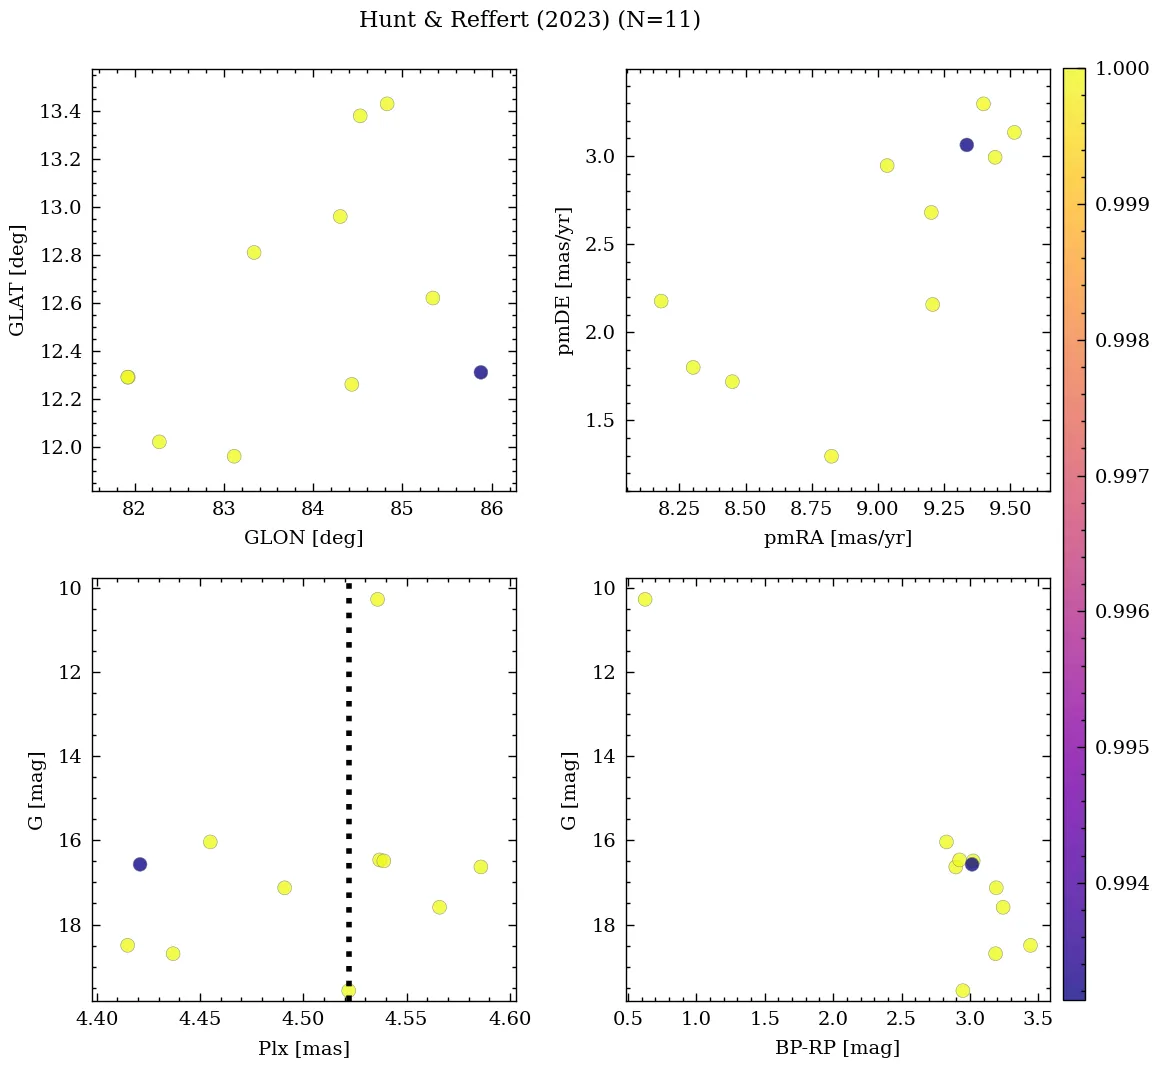 Hunt & Reffert (2023) (N=11)
13.4
13.2
13.0
12.8
12.6
12.4
12.2
12.0
GLAT [deg]
82 83 84 85 86
GLON [deg]
3.0
2.5
2.0
1.5
pmDE [mas/yr]
8.25 8.50 8.75 9.00 9.25 9.50
pmRA [mas/yr]
10
12
14
16
18
G [mag]
4.40 4.45 4.50 4.55 4.60
Plx [mas]
10
12
14
16
18
G [mag]
0.5 1.0 1.5 2.0 2.5 3.0 3.5
BP-RP [mag]
1.000
0.999
0.998
0.997
0.996
0.995
0.994